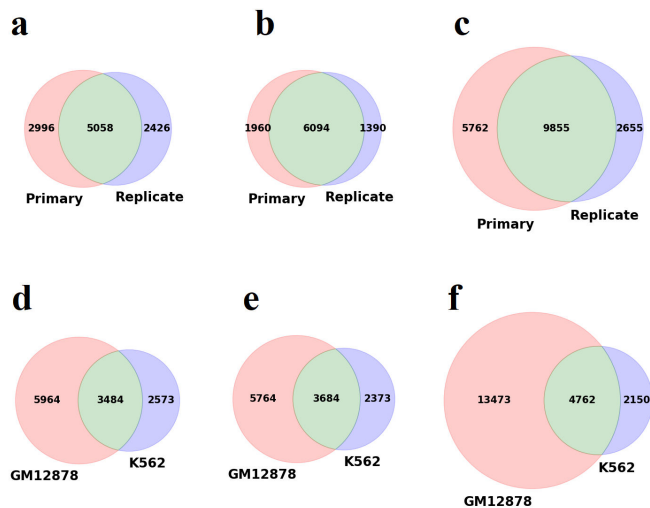 a
b
c
2996 5058 2426
Primary Replicate
1960 6094 1390
Primary Replicate
5762 9855 2655
Primary Replicate
d
e
f
5964 3484 2573
GM12878 K562
5764 3684 2373
GM12878 K562
13473 4762 2150
GM12878 K562